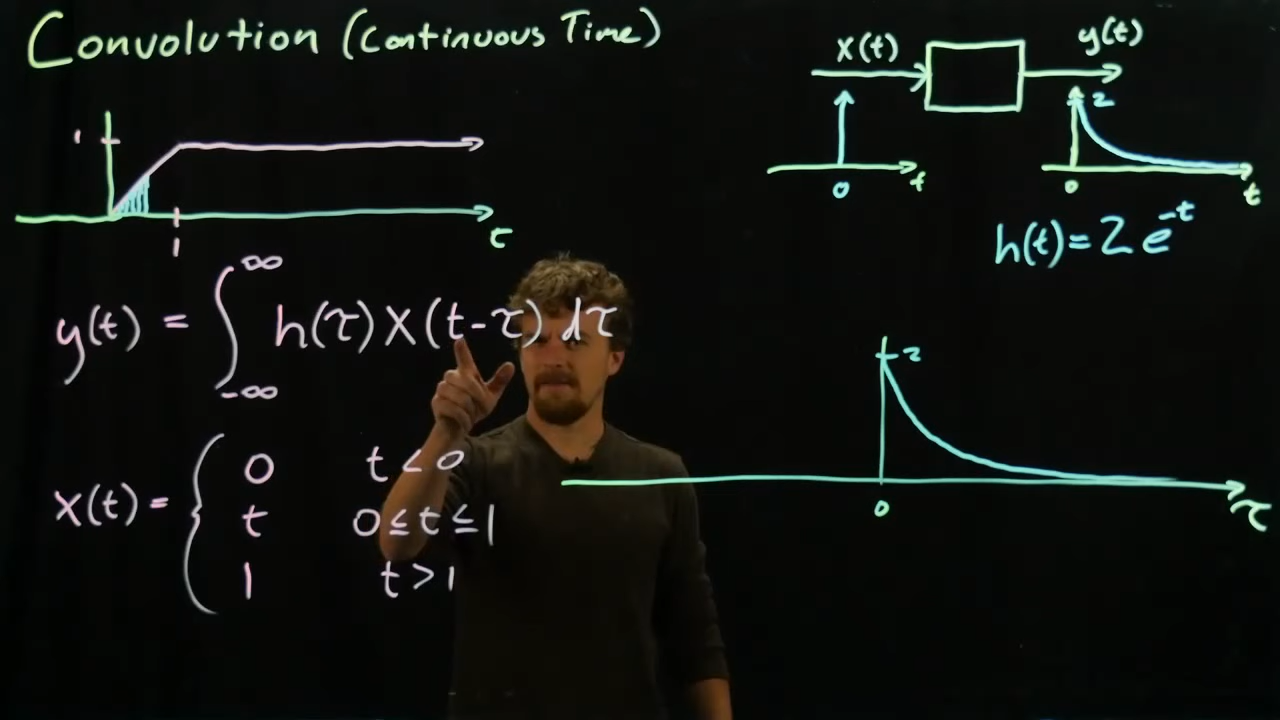 Convolution (Continuous Time)
x(t)
y(t)
1
1
τ
0
t
2
0
t
h(t) = 2e^{-t}
y(t) = ∫_{-∞}^{∞} h(τ) x(t-τ) dτ
2
0
τ
x(t) = {
0 t < 0
t 0 ≤ t ≤ 1
1 t > 1